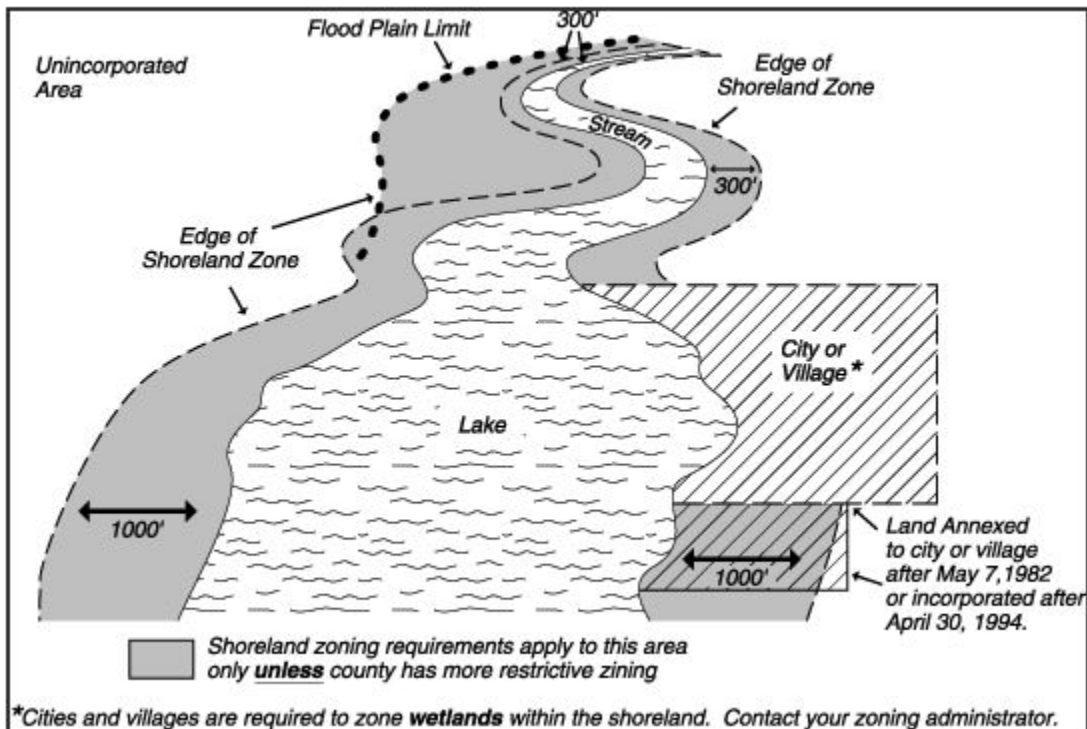 Unincorporated
Area
Flood Plain Limit
300'
Edge of
Shoreland Zone
Stream
300'
Edge of
Shoreland Zone
City or
Village*
Lake
1000'
1000'
Land Annexed
to city or village
after May 7,1982
or incorporated after
April 30, 1994.
Shoreland zoning requirements apply to this area
only unless county has more restrictive zining
*Cities and villages are required to zone wetlands within the shoreland. Contact your zoning administrator.